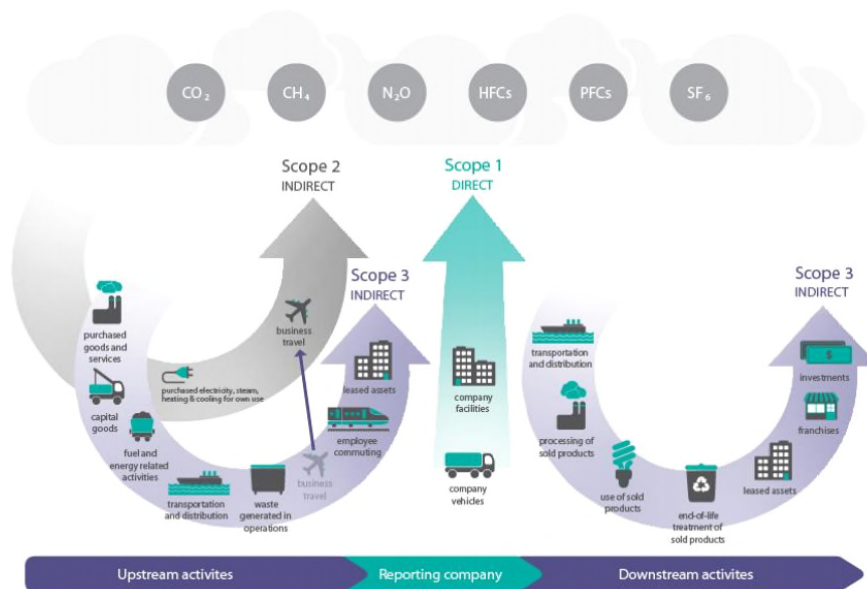 CO₂
CH₄
N₂O
HFCs
PFCs
SF₆
Scope 2
INDIRECT
Scope 1
DIRECT
Scope 3
INDIRECT
Scope 3
INDIRECT
purchased
goods and
services
capital
goods
fuel and
energy related
activities
transportation
and distribution
waste
generated in
operations
business
travel
employee
commuting
leased assets
purchased electricity, steam,
heating & cooling for own use
business
travel
company
facilities
company
vehicles
transportation
and distribution
processing of
sold products
use of sold
products
end-of-life
treatment of
sold products
leased assets
franchises
investments
$
Upstream activites
Reporting company
Downstream activites